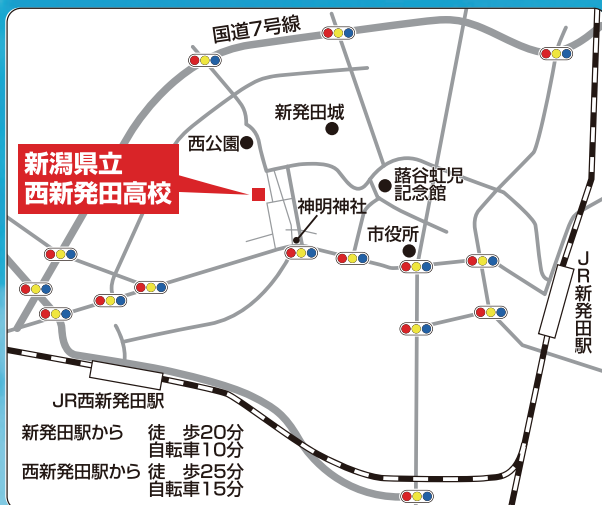 国道7号線
新発田城
西公園
新潟県立
西新発田高校
蕗谷虹児
記念館
神明神社
市役所
JR新発田駅
JR西新発田駅
新発田駅から 徒 歩20分
自転車10分
西新発田駅から 徒 歩25分
自転車15分